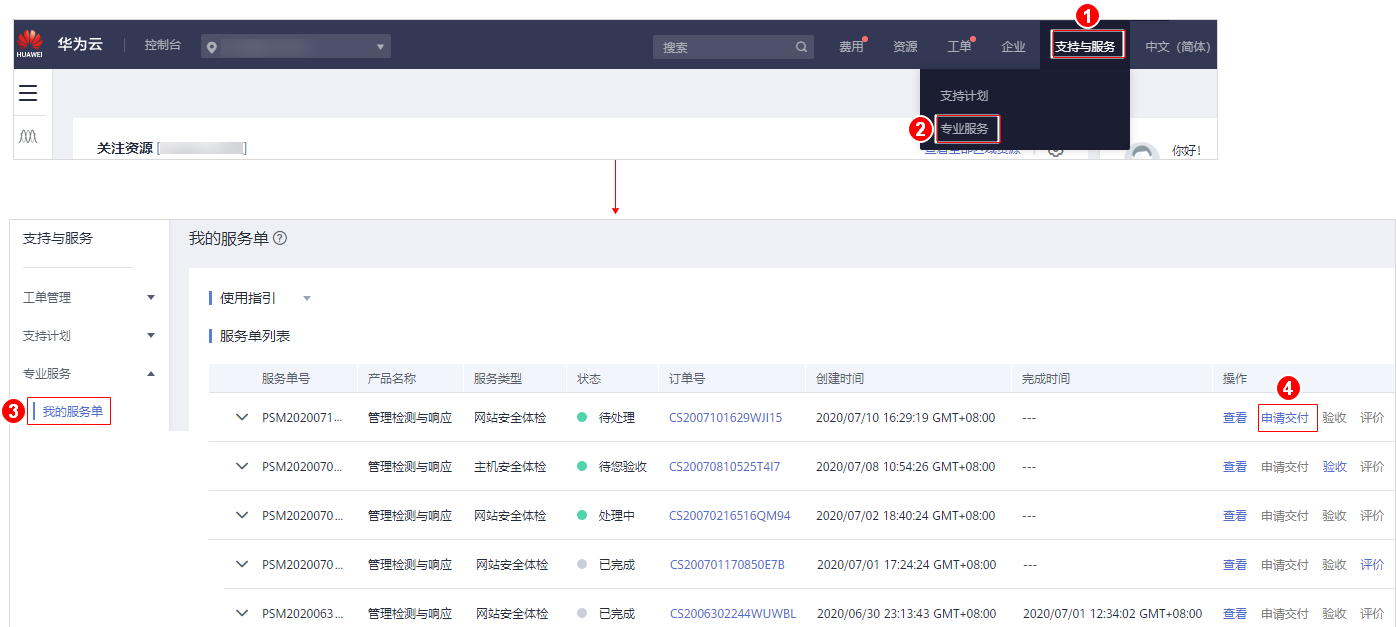 1
HUAWEI 华为云 控制台 搜索 费用 资源 工单 企业 支持与服务 中文（简体）
支持计划
2 专业服务
关注资源 [ ] 查看全部区域资源 你好!
支持与服务
我的服务单 ?
工单管理
支持计划
专业服务
3 我的服务单
使用指引
服务单列表
服务单号 产品名称 服务类型 状态 订单号 创建时间 完成时间 操作
4
PSM2020071... 管理检测与响应 网站安全体检 待处理 CS2007101629WJI15 2020/07/10 16:29:19 GMT+08:00 --- 查看 申请交付 验收 评价
PSM2020070... 管理检测与响应 主机安全体检 待您验收 CS20070810525T4I7 2020/07/08 10:54:26 GMT+08:00 --- 查看 申请交付 验收 评价
PSM2020070... 管理检测与响应 网站安全体检 处理中 CS20070216516QM94 2020/07/02 18:40:24 GMT+08:00 --- 查看 申请交付 验收 评价
PSM2020070... 管理检测与响应 网站安全体检 已完成 CS200701170850E7B 2020/07/01 17:24:24 GMT+08:00 --- 查看 申请交付 验收 评价
PSM2020063... 管理检测与响应 网站安全体检 已完成 CS2006302244WUWBL 2020/06/30 23:13:43 GMT+08:00 2020/07/01 12:34:02 GMT+08:00 查看 申请交付 验收 评价